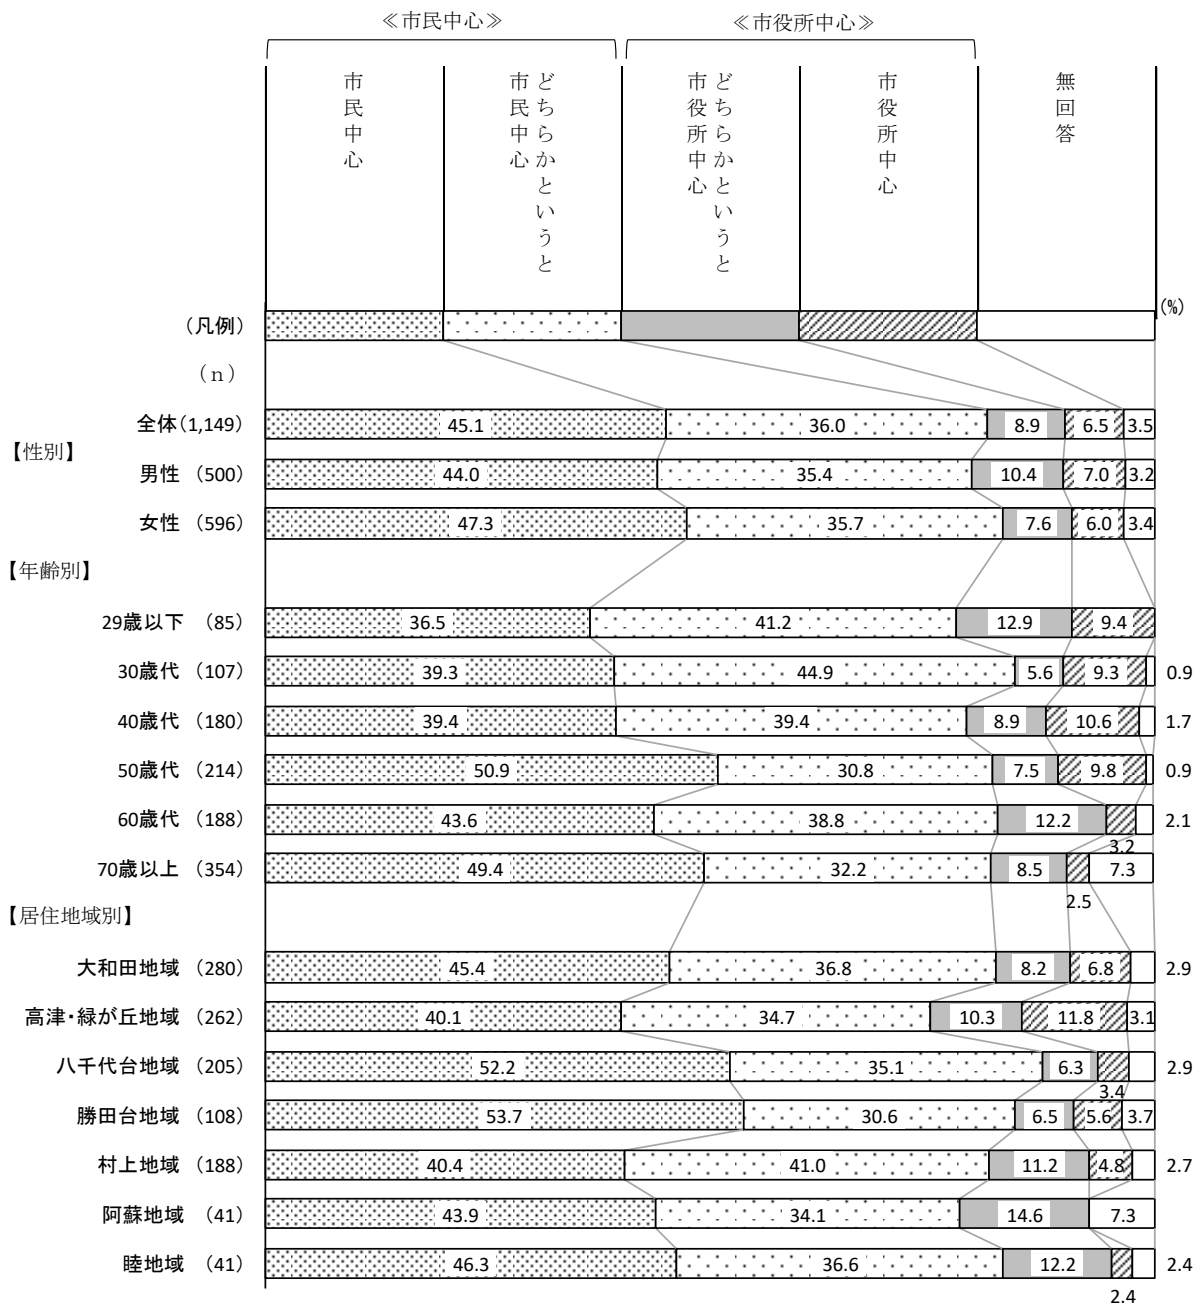 ≪市民中心≫ ≪市役所中心≫
市民中心
どちらかというと
市民中心
どちらかというと
市役所中心
市役所中心
無回答
(%)
(凡例)
(n)
全体(1,149) 45.1 36.0 8.9 6.5 3.5
【性別】
男性 (500) 44.0 35.4 10.4 7.0 3.2
女性 (596) 47.3 35.7 7.6 6.0 3.4
【年齢別】
29歳以下 (85) 36.5 41.2 12.9 9.4
30歳代 (107) 39.3 44.9 5.6 9.3 0.9
40歳代 (180) 39.4 39.4 8.9 10.6 1.7
50歳代 (214) 50.9 30.8 7.5 9.8 0.9
60歳代 (188) 43.6 38.8 12.2 3.2 2.1
70歳以上 (354) 49.4 32.2 8.5 2.5 7.3
【居住地域別】
大和田地域 (280) 45.4 36.8 8.2 6.8 2.9
高津・緑が丘地域 (262) 40.1 34.7 10.3 11.8 3.1
八千代台地域 (205) 52.2 35.1 6.3 3.4 2.9
勝田台地域 (108) 53.7 30.6 6.5 5.6 3.7
村上地域 (188) 40.4 41.0 11.2 4.8 2.7
阿蘇地域 (41) 43.9 34.1 14.6 7.3
睦地域 (41) 46.3 36.6 12.2 2.4 2.4